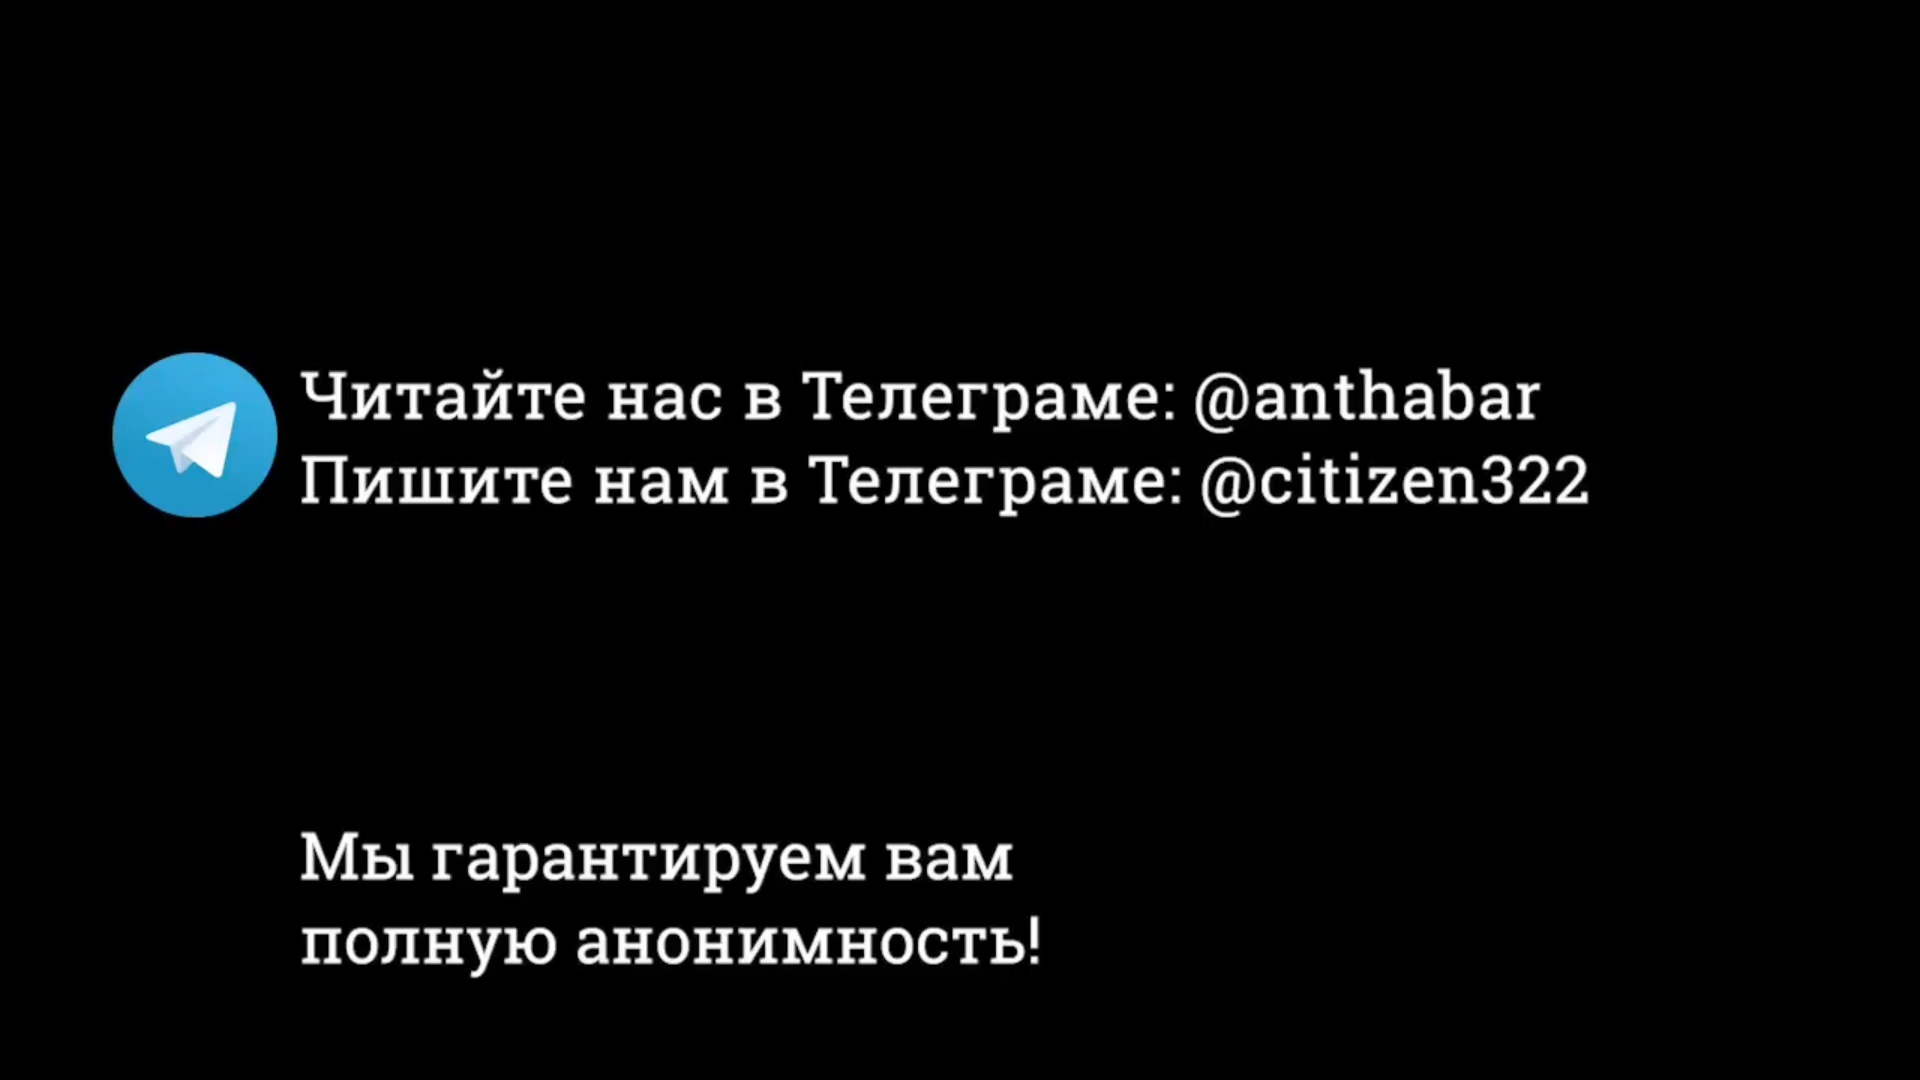 Читайте нас в Телеграме: @anthabar
Пишите нам в Телеграме: @citizen322
Мы гарантируем вам
полную анонимность!